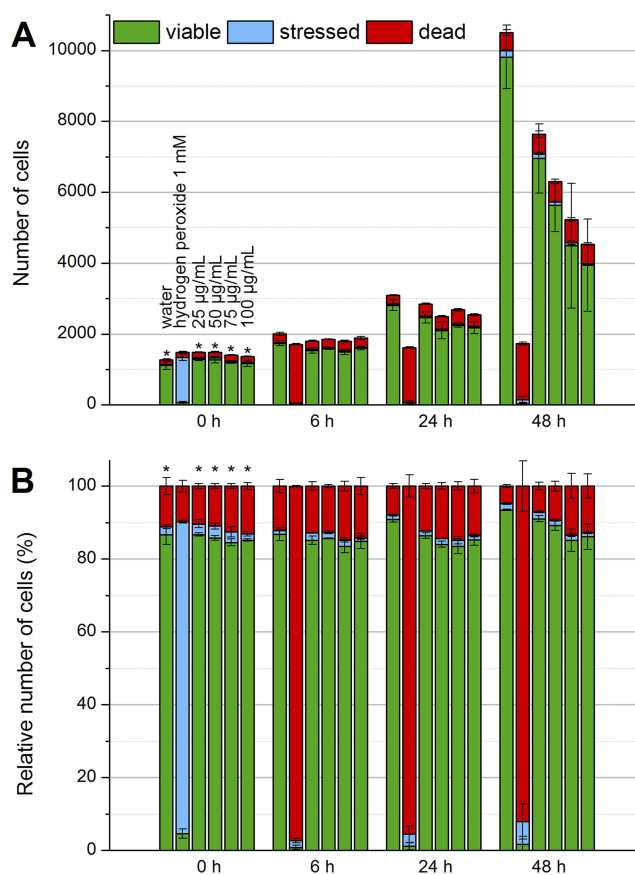 A
viable stressed dead
Number of cells
10000
8000
6000
4000
2000
0
water
hydrogen peroxide 1 mM
25 µg/mL
50 µg/mL
75 µg/mL
100 µg/mL
* * * * *
0 h 6 h 24 h 48 h
B
Relative number of cells (%)
* * * * *
100
80
60
40
20
0
0 h 6 h 24 h 48 h